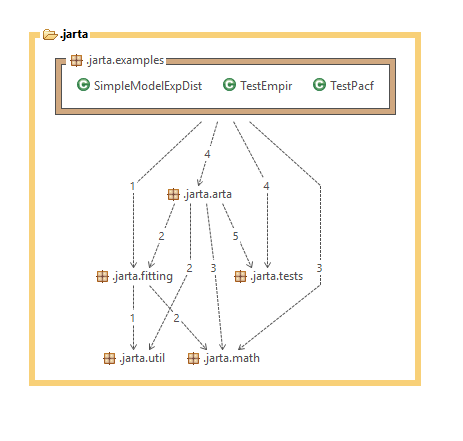 .jarta
.jarta.examples
SimpleModelExpDist TestEmpir TestPacf
4
1 4
.jarta.arta
2 5
2 3 3
.jarta.fitting .jarta.tests
1 2
.jarta.util .jarta.math